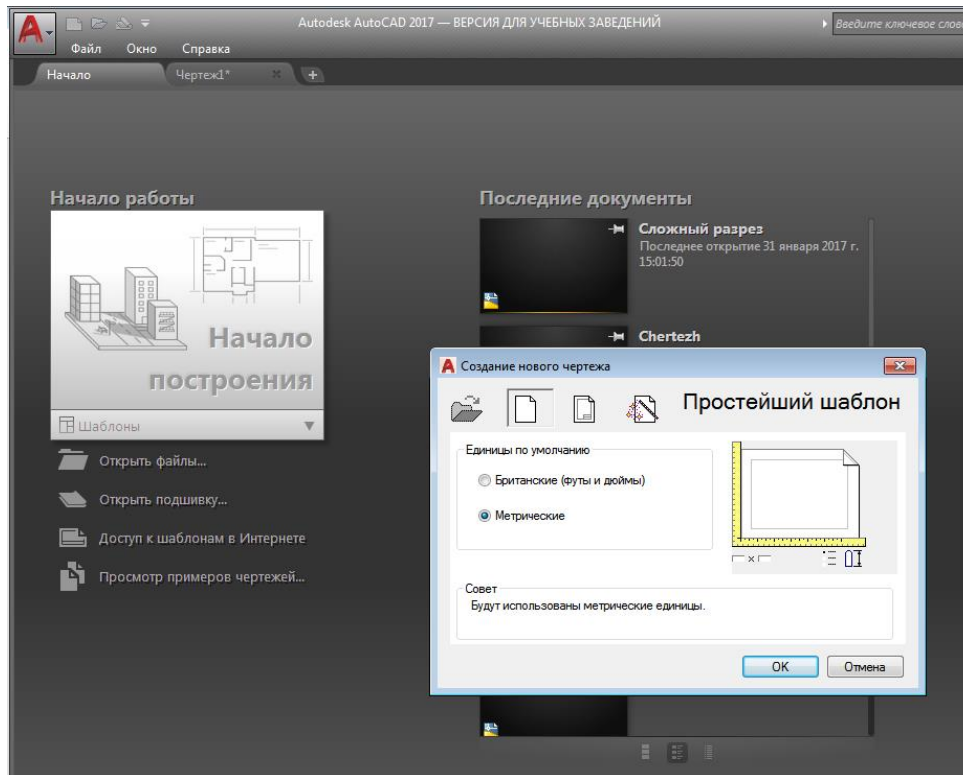 Autodesk AutoCAD 2017 — ВЕРСИЯ ДЛЯ УЧЕБНЫХ ЗАВЕДЕНИЙ
Введите ключевое
Файл Окно Справка
Начало Чертеж1*
Начало работы
Начало
построения
Шаблоны
Открыть файлы...
Открыть подшивку...
Доступ к шаблонам в Интернете
Просмотр примеров чертежей...
Последние документы
Сложный разрез
Последнее открытие 31 января 2017 г.
15:01:50
Chertezh
Создание нового чертежа
Простейший шаблон
Единицы по умолчанию
Британские (футы и дюймы)
Метрические
Совет
Будут использованы метрические единицы.
OK Отмена